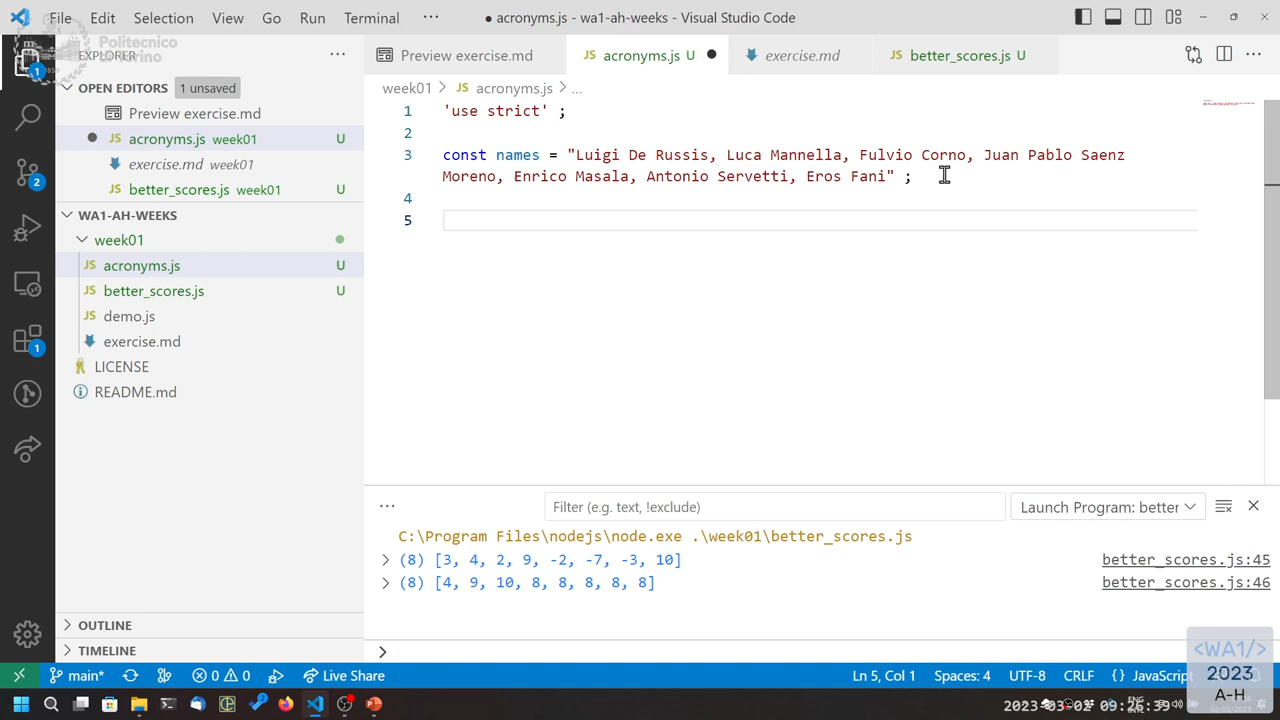 File Edit Selection View Go Run Terminal ··· ● acronyms.js - wa1-ah-weeks - Visual Studio Code
Politecnico
di Torino
EXPLORER ···
Preview exercise.md JS acronyms.js U ● exercise.md JS better_scores.js U ···
OPEN EDITORS 1 unsaved
week01 > JS acronyms.js > ...
Preview exercise.md
JS acronyms.js week01 U
exercise.md week01
JS better_scores.js week01 U
WA1-AH-WEEKS
week01
JS acronyms.js U
JS better_scores.js U
JS demo.js
exercise.md
LICENSE
README.md
OUTLINE
TIMELINE
1
2
1
1 'use strict' ;
2
3 const names = "Luigi De Russis, Luca Mannella, Fulvio Corno, Juan Pablo Saenz
Moreno, Enrico Masala, Antonio Servetti, Eros Fani" ;
4
5
··· Filter (e.g. text, !exclude) Launch Program: better
C:\Program Files\nodejs\node.exe .\week01\better_scores.js
> (8) [3, 4, 2, 9, -2, -7, -3, 10] better_scores.js:45
> (8) [4, 9, 10, 8, 8, 8, 8, 8] better_scores.js:46
>
main* 0 0 Live Share Ln 5, Col 1 Spaces: 4 UTF-8 CRLF {} JavaScript
<WA1/>
2023
A-H